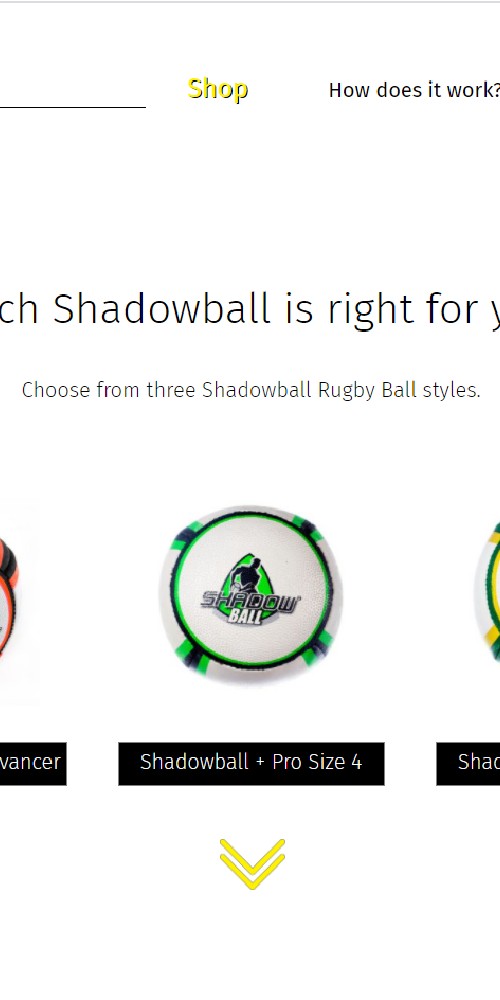 Shop
How does it work?
ch Shadowball is right for y
Choose from three Shadowball Rugby Ball styles.
SHADOW
BALL
vancer
Shadowball + Pro Size 4
Shad